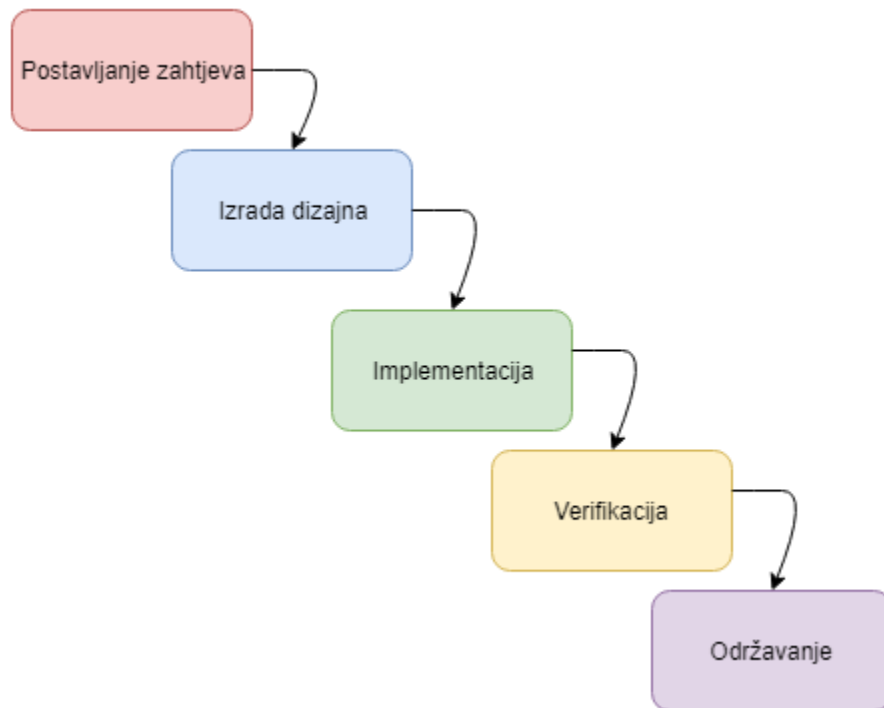 Postavljanje zahtjeva
Izrada dizajna
Implementacija
Verifikacija
Održavanje